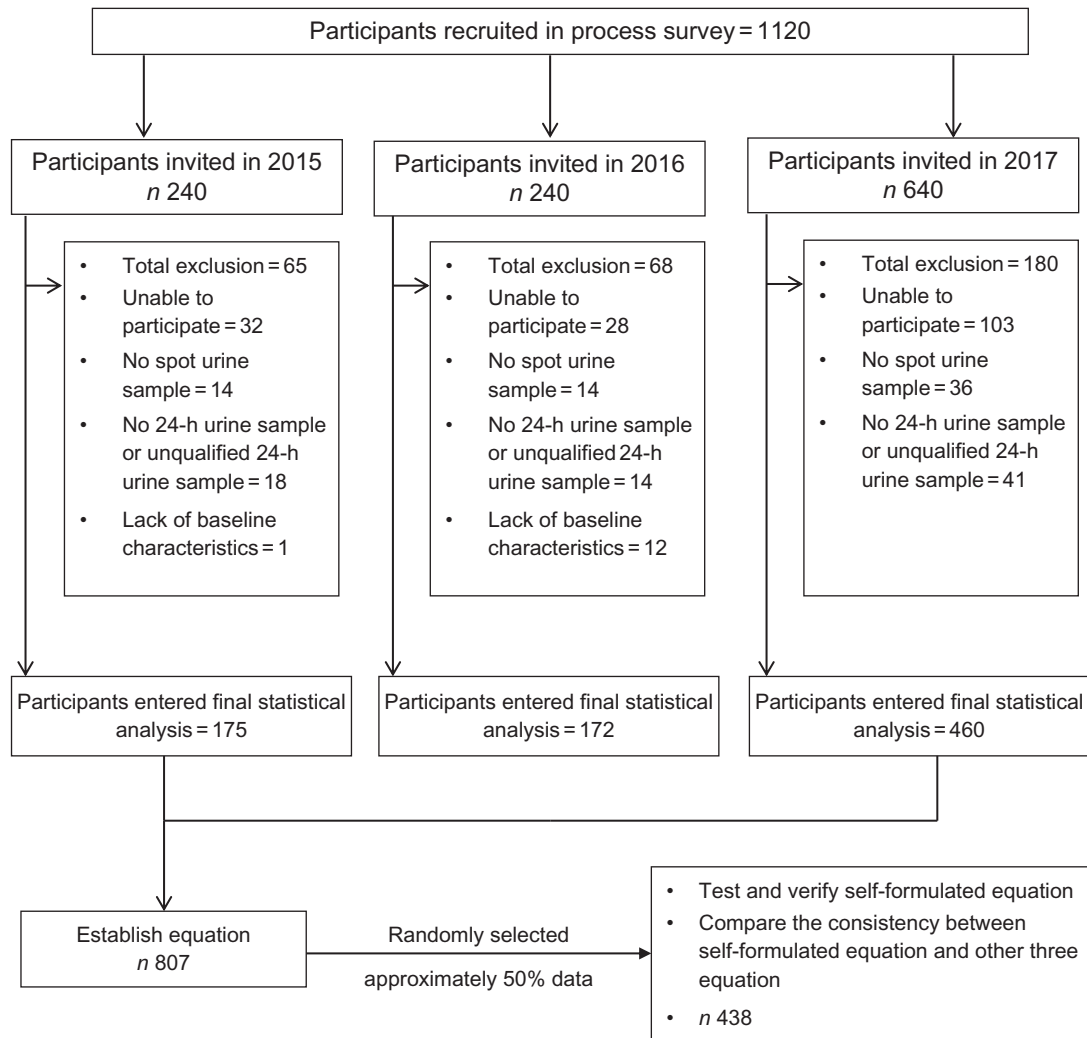 Participants recruited in process survey = 1120
Participants invited in 2015
n 240
Participants invited in 2016
n 240
Participants invited in 2017
n 640
• Total exclusion = 65
• Unable to
participate = 32
• No spot urine
sample = 14
• No 24-h urine sample
or unqualified 24-h
urine sample = 18
• Lack of baseline
characteristics = 1
• Total exclusion = 68
• Unable to
participate = 28
• No spot urine
sample = 14
• No 24-h urine sample
or unqualified 24-h
urine sample = 14
• Lack of baseline
characteristics = 12
• Total exclusion = 180
• Unable to
participate = 103
• No spot urine
sample = 36
• No 24-h urine sample
or unqualified 24-h
urine sample = 41
Participants entered final statistical
analysis = 175
Participants entered final statistical
analysis = 172
Participants entered final statistical
analysis = 460
Establish equation
n 807
Randomly selected
approximately 50% data
• Test and verify self-formulated equation
• Compare the consistency between
self-formulated equation and other three
equation
• n 438